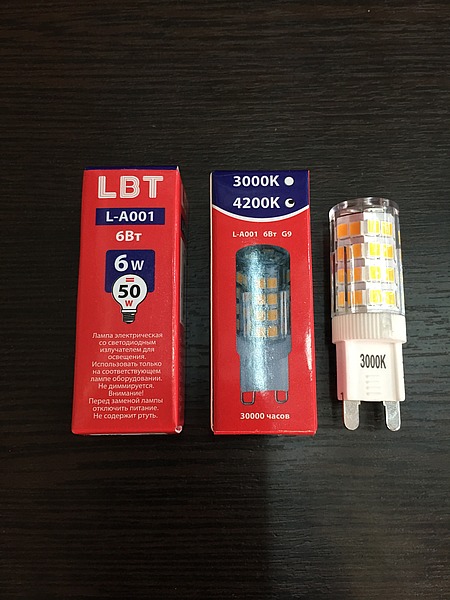 LBT
L-A001
6Вт
6W
=
50
W
Лампа электрическая
со светодиодным
излучателем для
освещения.
Использовать только
на соответствующем
лампе оборудовании.
Не диммируется.
Внимание!
Перед заменой лампы
отключить питание.
Не содержит ртуть.
3000K
4200K
L-A001 6Вт G9
30000 часов
3000K